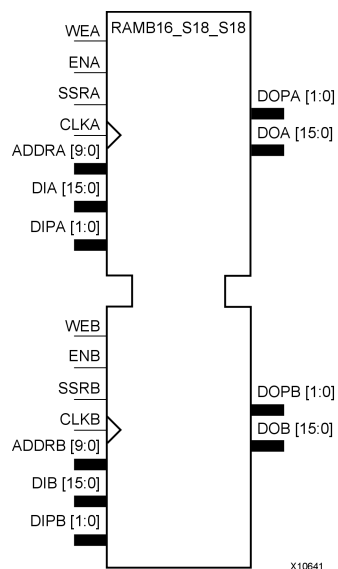 RAMB16_S18_S18
WEA
ENA
SSRA
CLKA
ADDRA [9:0]
DIA [15:0]
DIPA [1:0]
DOPA [1:0]
DOA [15:0]
WEB
ENB
SSRB
CLKB
ADDRB [9:0]
DIB [15:0]
DIPB [1:0]
DOPB [1:0]
DOB [15:0]
X10641